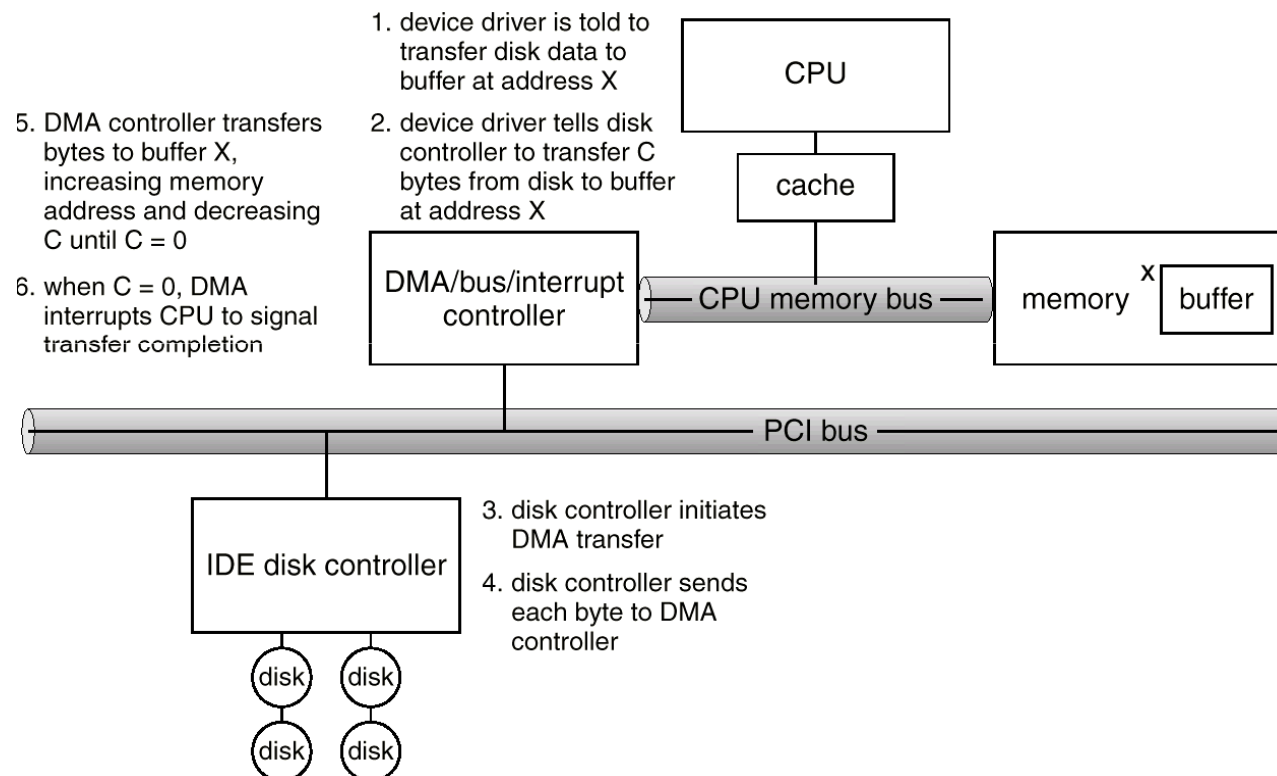 1. device driver is told to
transfer disk data to
buffer at address X
2. device driver tells disk
controller to transfer C
bytes from disk to buffer
at address X
5. DMA controller transfers
bytes to buffer X,
increasing memory
address and decreasing
C until C = 0
6. when C = 0, DMA
interrupts CPU to signal
transfer completion
CPU
cache
DMA/bus/interrupt
controller
CPU memory bus
memory
x
buffer
PCI bus
IDE disk controller
3. disk controller initiates
DMA transfer
4. disk controller sends
each byte to DMA
controller
disk
disk
disk
disk